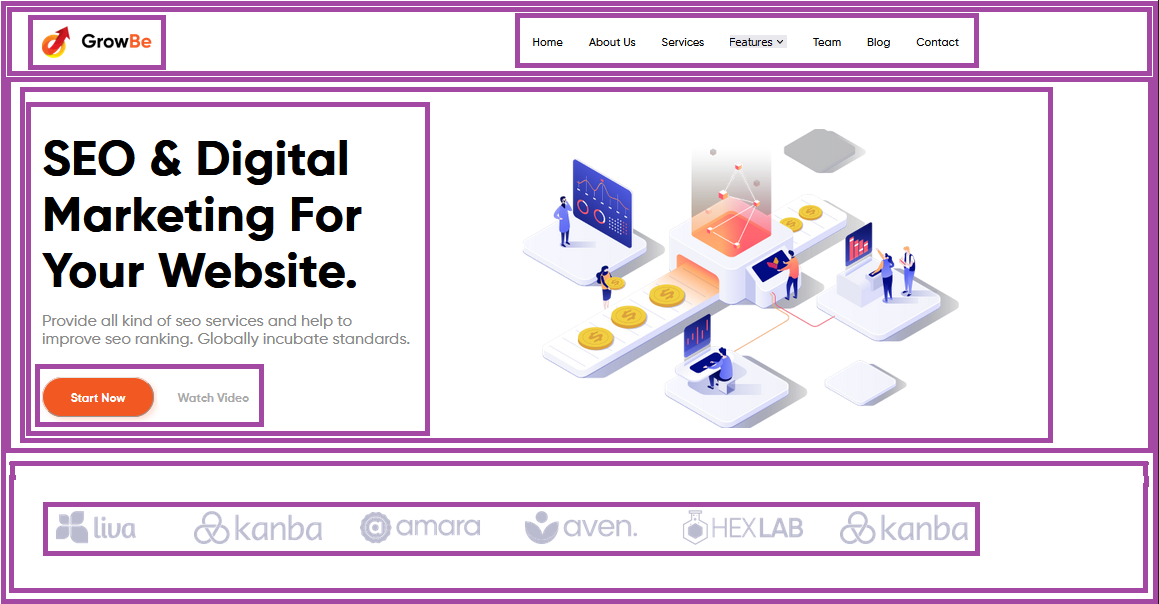 GrowBe
Home About Us Services Features Team Blog Contact
SEO & Digital
Marketing For
Your Website.
Provide all kind of seo services and help to
improve seo ranking. Globally incubate standards.
Start Now Watch Video
liva kanba amara aven. HEXLAB kanba